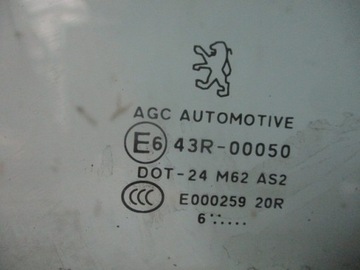 AGC AUTOMOTIVE
E6 43R-00050
DOT-24 M62 AS2
CCC E000259 20R
6∵.....